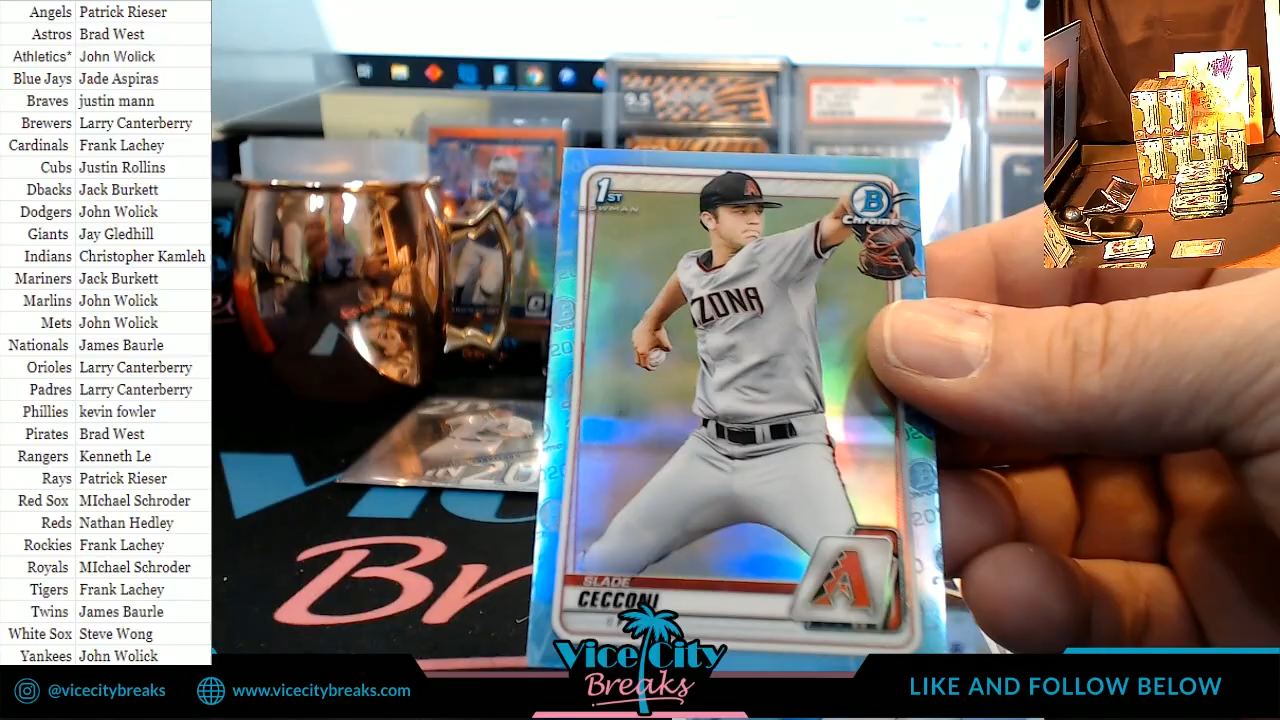 Angels Patrick Rieser
Astros Brad West
Athletics* John Wolick
Blue Jays Jade Aspiras
Braves justin mann
Brewers Larry Canterberry
Cardinals Frank Lachey
Cubs Justin Rollins
Dbacks Jack Burkett
Dodgers John Wolick
Giants Jay Gledhill
Indians Christopher Kamleh
Mariners Jack Burkett
Marlins John Wolick
Mets John Wolick
Nationals James Baurle
Orioles Larry Canterberry
Padres Larry Canterberry
Phillies kevin fowler
Pirates Brad West
Rangers Kenneth Le
Rays Patrick Rieser
Red Sox MIchael Schroder
Reds Nathan Hedley
Rockies Frank Lachey
Royals MIchael Schroder
Tigers Frank Lachey
Twins James Baurle
White Sox Steve Wong
Yankees John Wolick
9.5
1ST
BOWMAN
B
Chrome
ZONA
A
SLADE
CECCONI
Br
Vice City
Breaks
@vicecitybreaks
www.vicecitybreaks.com
LIKE AND FOLLOW BELOW